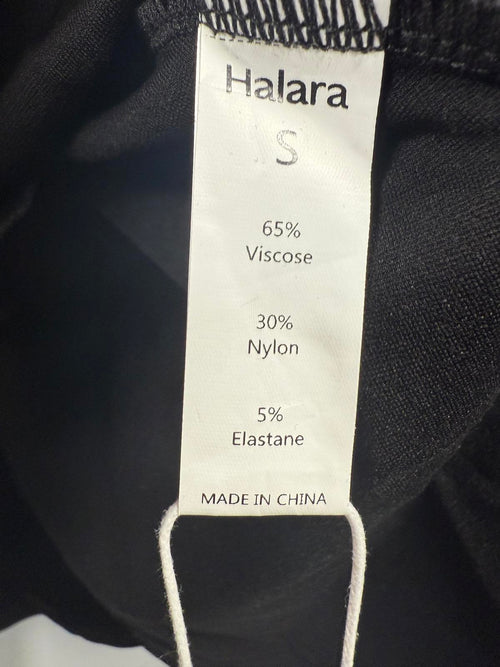 Halara
S
65%
Viscose
30%
Nylon
5%
Elastane
MADE IN CHINA